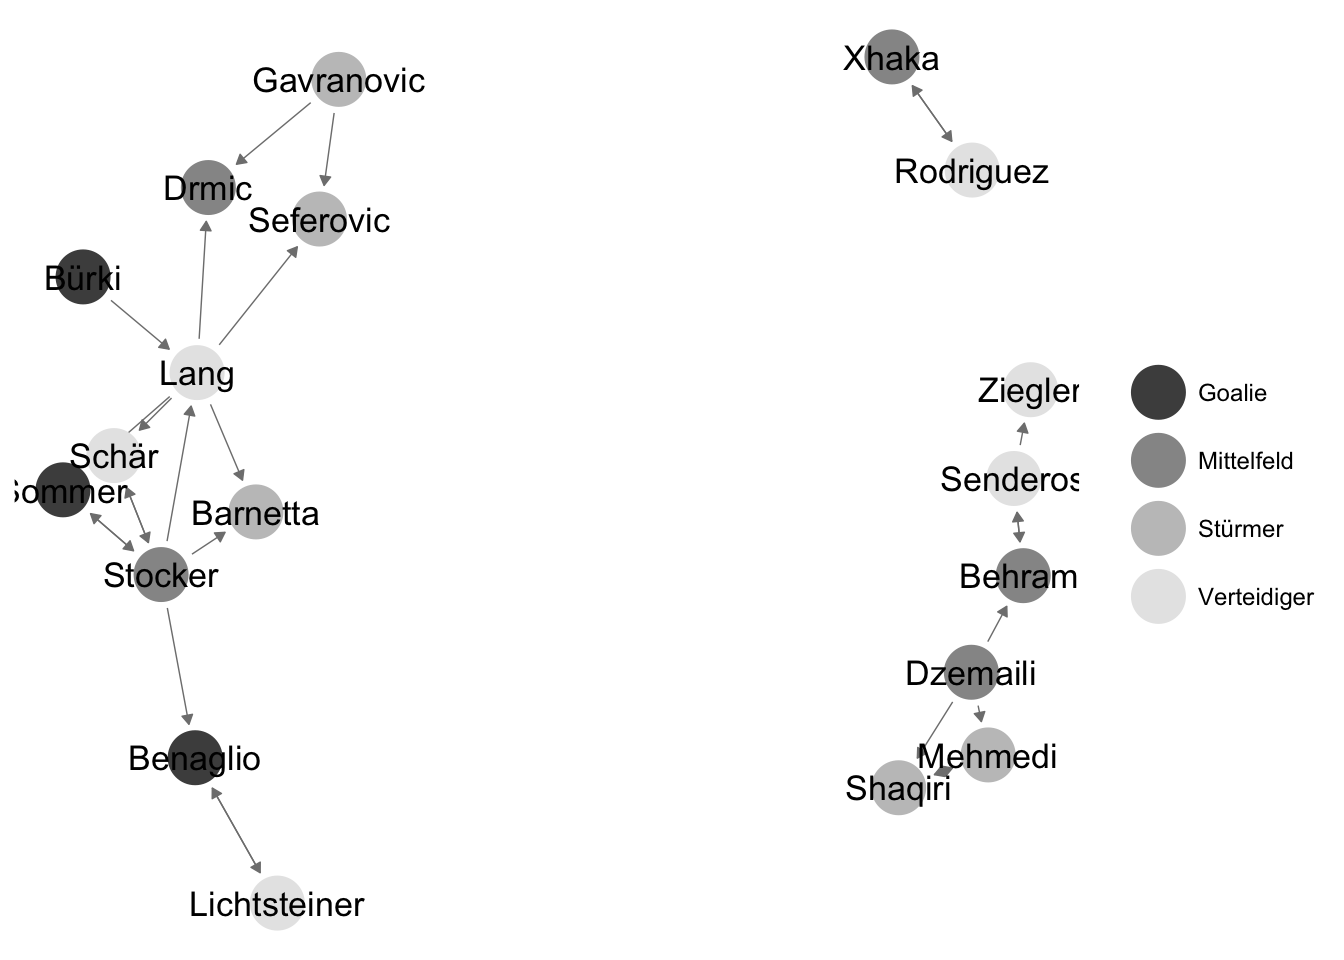 Gavranovic
Drmic
Seferovic
Bürki
Lang
Schär
Sommer
Barnetta
Stocker
Benaglio
Lichtsteiner
Xhaka
Rodriguez
Ziegler
Senderos
Behram
Dzemaili
Mehmedi
Shaqiri
Goalie
Mittelfeld
Stürmer
Verteidiger